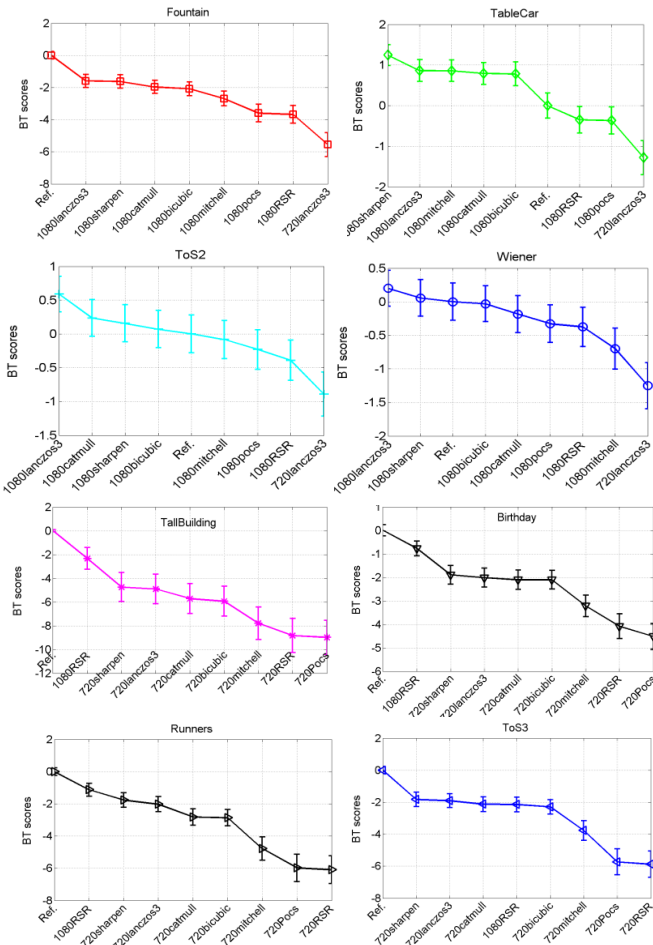 Fountain
BT scores
2
0
-2
-4
-6
-8
Ref.
1080lanczos3
1080sharpen
1080catmull
1080bicubic
1080mitchell
1080pocs
1080RSR
720lanczos3
TableCar
BT scores
2
1
0
-1
-2
080sharpen
1080lanczos3
1080mitchell
1080catmull
1080bicubic
Ref.
1080RSR
1080pocs
720lanczos3
ToS2
BT scores
1
0.5
0
-0.5
-1
-1.5
1080lanczos3
1080catmull
1080sharpen
1080bicubic
Ref.
1080mitchell
1080pocs
1080RSR
720lanczos3
Wiener
BT scores
0.5
0
-0.5
-1
-1.5
-2
1080lanczos3
1080sharpen
Ref.
1080bicubic
1080catmull
1080pocs
1080RSR
1080mitchell
720lanczos3
TallBuilding
BT scores
2
0
-2
-4
-6
-8
-10
-12
Ref.
1080RSR
720sharpen
720lanczos3
720catmull
720bicubic
720mitchell
720RSR
720Pocs
Birthday
BT scores
1
0
-1
-2
-3
-4
-5
-6
Ref.
1080RSR
720sharpen
720lanczos3
720catmull
720bicubic
720mitchell
720RSR
720Pocs
Runners
BT scores
2
0
-2
-4
-6
-8
Ref.
1080RSR
720sharpen
720lanczos3
720catmull
720bicubic
720mitchell
720Pocs
720RSR
ToS3
BT scores
2
0
-2
-4
-6
-8
Ref.
720sharpen
720lanczos3
720catmull
1080RSR
720bicubic
720mitchell
720Pocs
720RSR